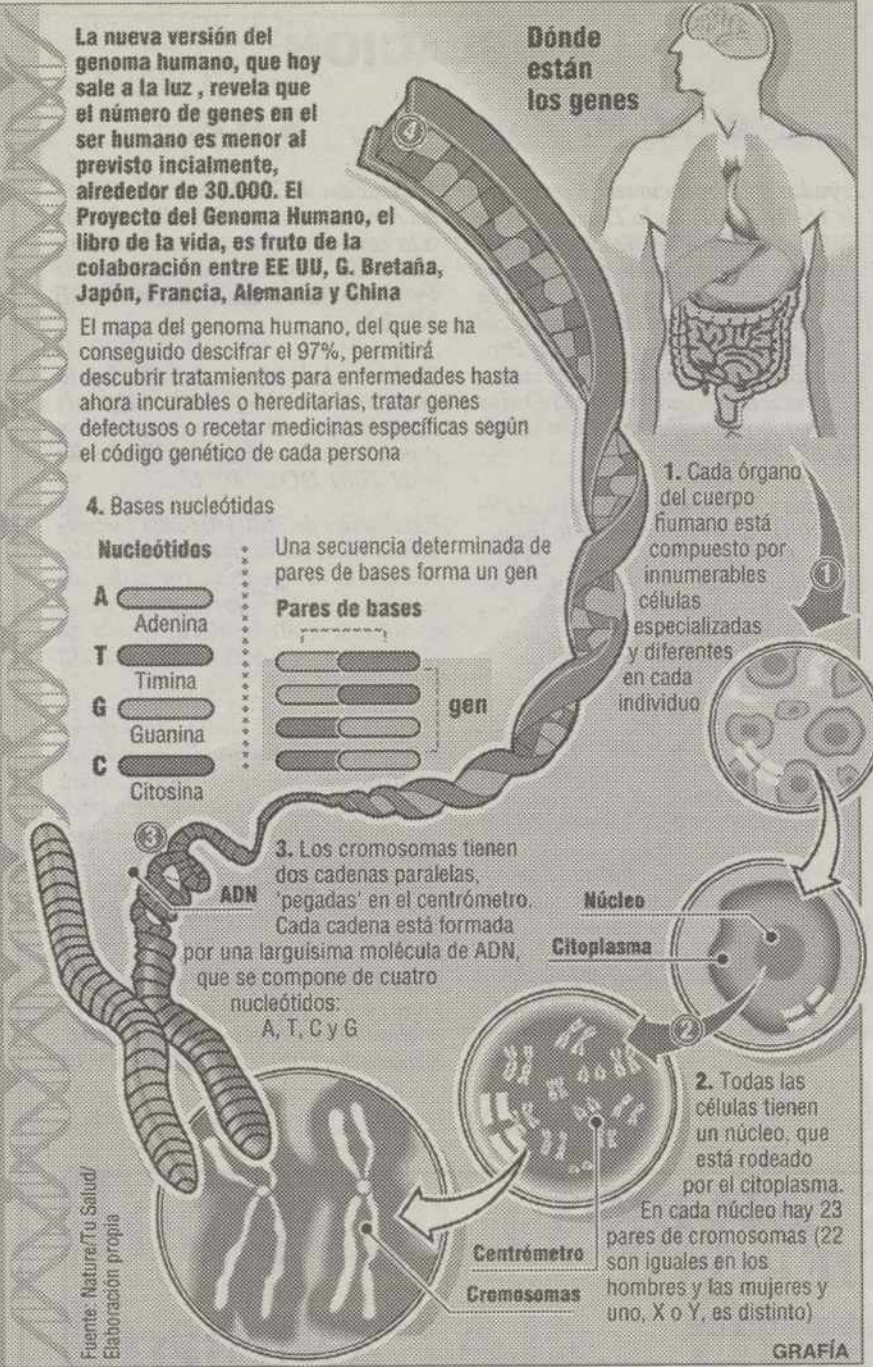 La nueva versión del
genoma humano, que hoy
sale a la luz , revela que
el número de genes en el
ser humano es menor al
previsto incialmente,
alrededor de 30.000. El
Proyecto del Genoma Humano, el
libro de la vida, es fruto de la
colaboración entre EE UU, G. Bretaña,
Japón, Francia, Alemania y China
El mapa del genoma humano, del que se ha
conseguido descifrar el 97%, permitirá
descubrir tratamientos para enfermedades hasta
ahora incurables o hereditarias, tratar genes
defectusos o recetar medicinas específicas según
el código genético de cada persona
Dónde
están
los genes
4
1. Cada órgano
del cuerpo
humano está
compuesto por
innumerables
células
especializadas
y diferentes
en cada
individuo
1
4. Bases nucleótidas
Nucleótidos
A
Adenina
T
Timina
G
Guanina
C
Citosina
Una secuencia determinada de
pares de bases forma un gen
Pares de bases
gen
3
ADN
3. Los cromosomas tienen
dos cadenas paralelas,
'pegadas' en el centrómetro.
Cada cadena está formada
por una larguísima molécula de ADN,
que se compone de cuatro
nucleótidos:
A, T, C y G
Núcleo
Citoplasma
2
2. Todas las
células tienen
un núcleo, que
está rodeado
por el citoplasma.
En cada núcleo hay 23
pares de cromosomas (22
son iguales en los
hombres y las mujeres y
uno, X o Y, es distinto)
Centrómetro
Cromosomas
Fuente: Nature/Tu Salud/
Elaboración propia
GRAFÍA